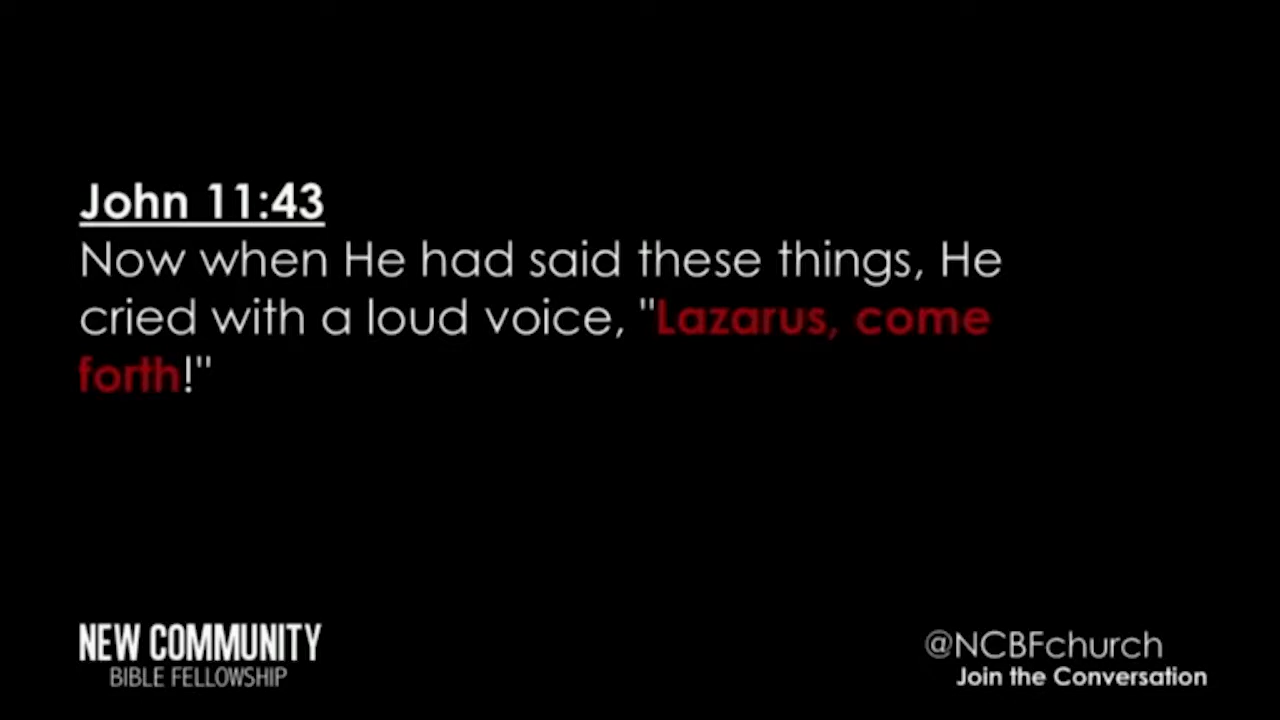 John 11:43
Now when He had said these things, He
cried with a loud voice, "Lazarus, come
forth!"
NEW COMMUNITY
BIBLE FELLOWSHIP
@NCBFchurch
Join the Conversation